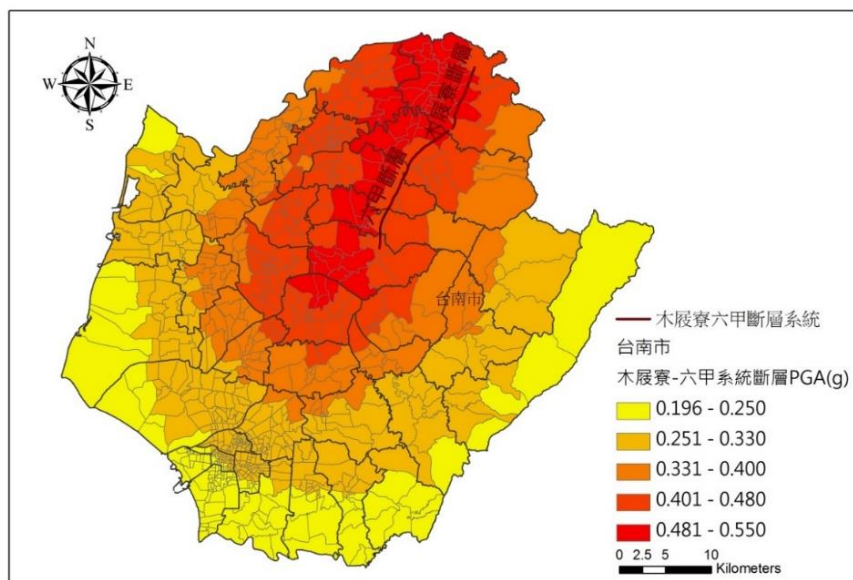 N
W E
S
木屐寮斷層
六甲斷層
台南市
木屐寮六甲斷層系統
台南市
木屐寮-六甲系統斷層PGA(g)
0.196 - 0.250
0.251 - 0.330
0.331 - 0.400
0.401 - 0.480
0.481 - 0.550
0 2.5 5 10
Kilometers